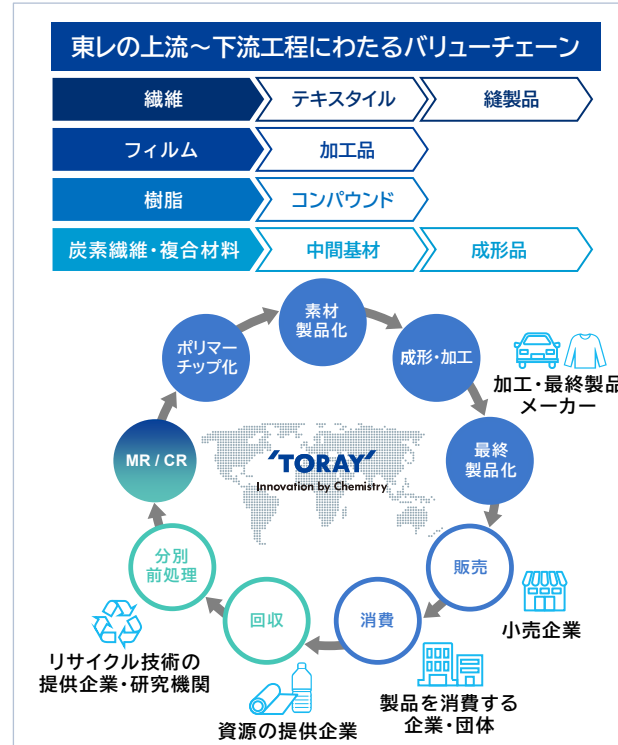 東レの上流～下流工程にわたるバリューチェーン
繊維
テキスタイル
縫製品
フィルム
加工品
樹脂
コンパウンド
炭素繊維・複合材料
中間基材
成形品
素材
製品化
ポリマー
チップ化
成形・加工
加工・最終製品
メーカー
MR / CR
'TORAY'
Innovation by Chemistry
最終
製品化
分別
前処理
販売
回収
消費
小売企業
リサイクル技術の
提供企業・研究機関
資源の提供企業
製品を消費する
企業・団体